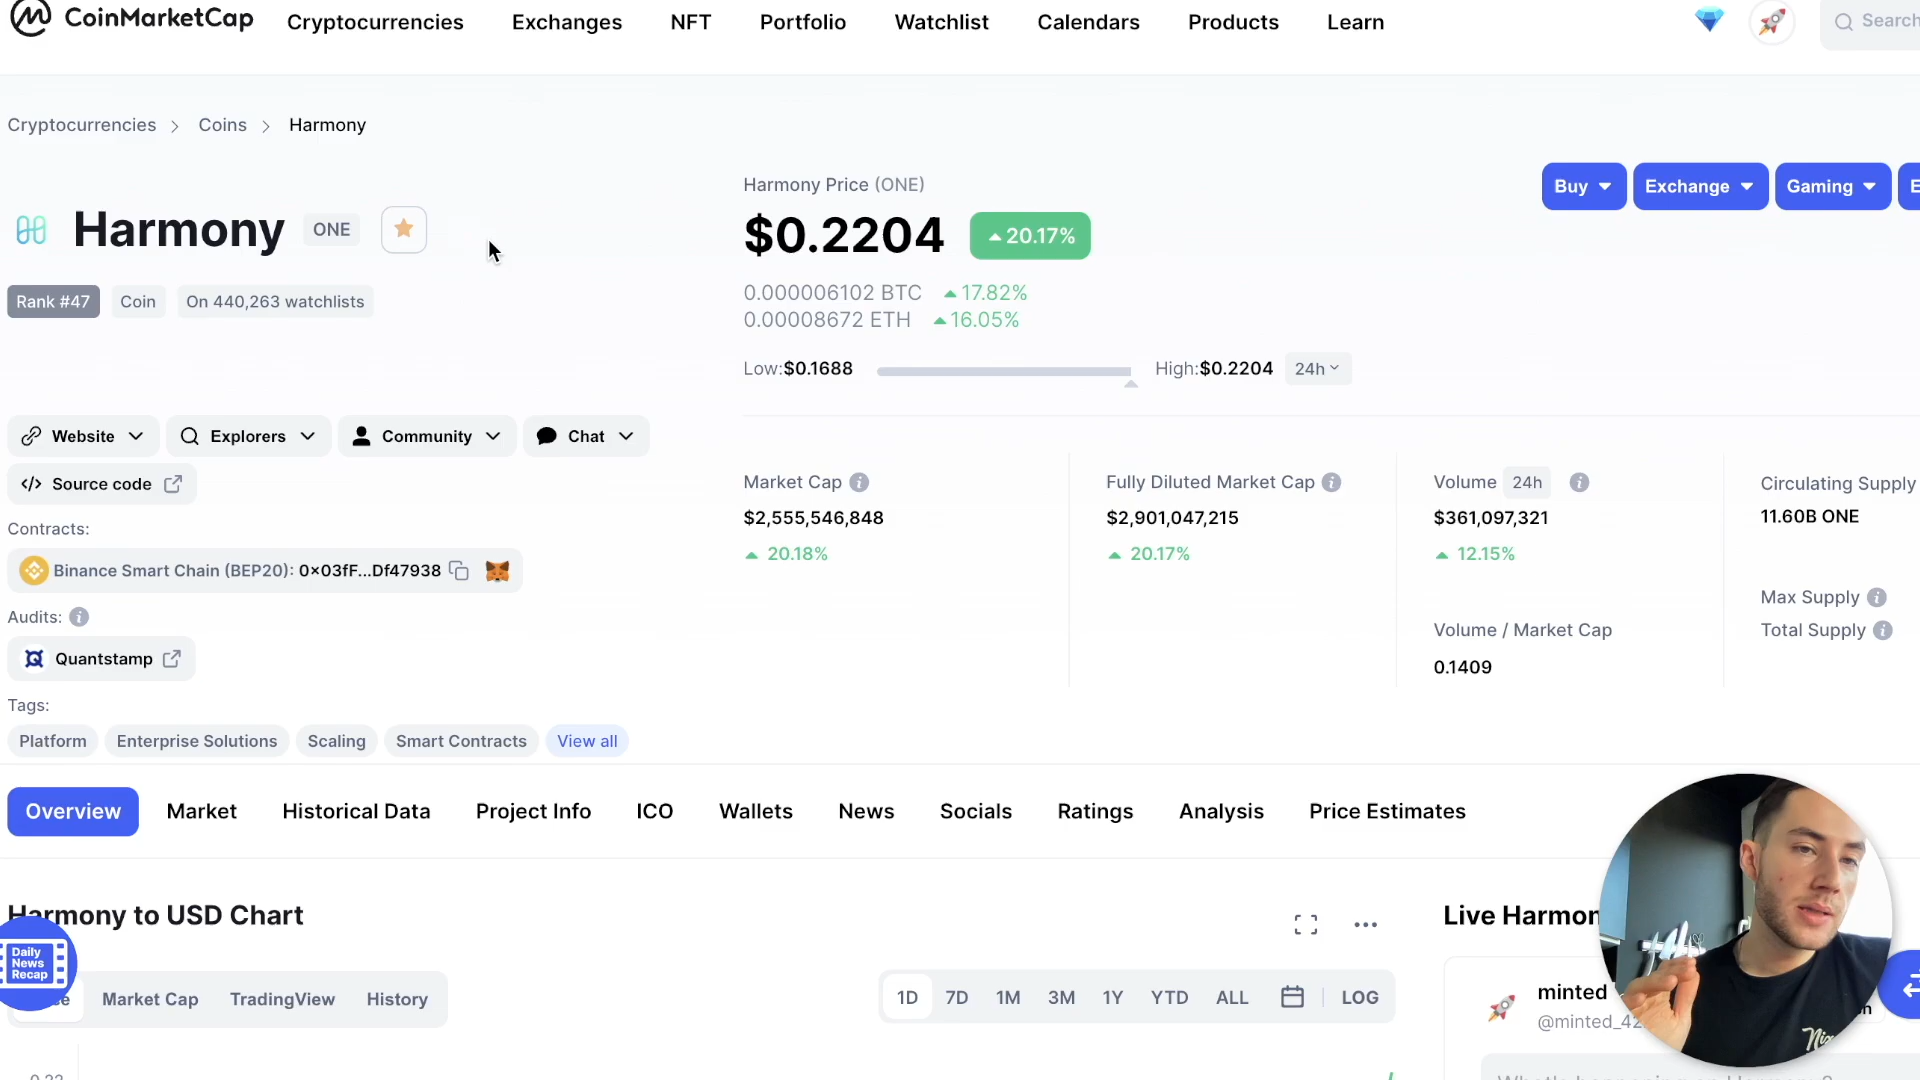 CoinMarketCap Cryptocurrencies Exchanges NFT Portfolio Watchlist Calendars Products Learn Search
Cryptocurrencies > Coins > Harmony
Harmony ONE
Rank #47 Coin On 440,263 watchlists
Website Explorers Community Chat
Source code
Contracts:
Binance Smart Chain (BEP20): 0x03fF...Df47938
Audits:
Quantstamp
Tags:
Platform Enterprise Solutions Scaling Smart Contracts View all
Harmony Price (ONE)
$0.2204 20.17%
0.000006102 BTC 17.82%
0.00008672 ETH 16.05%
Low:$0.1688 High:$0.2204 24h
Buy Exchange Gaming
Market Cap
$2,555,546,848
20.18%
Fully Diluted Market Cap
$2,901,047,215
20.17%
Volume 24h
$361,097,321
12.15%
Volume / Market Cap
0.1409
Circulating Supply
11.60B ONE
Max Supply
Total Supply
Overview Market Historical Data Project Info ICO Wallets News Socials Ratings Analysis Price Estimates
Harmony to USD Chart
Daily
News
Recap
Market Cap TradingView History
1D 7D 1M 3M 1Y YTD ALL LOG
Live Harmon
minted
@minted_42